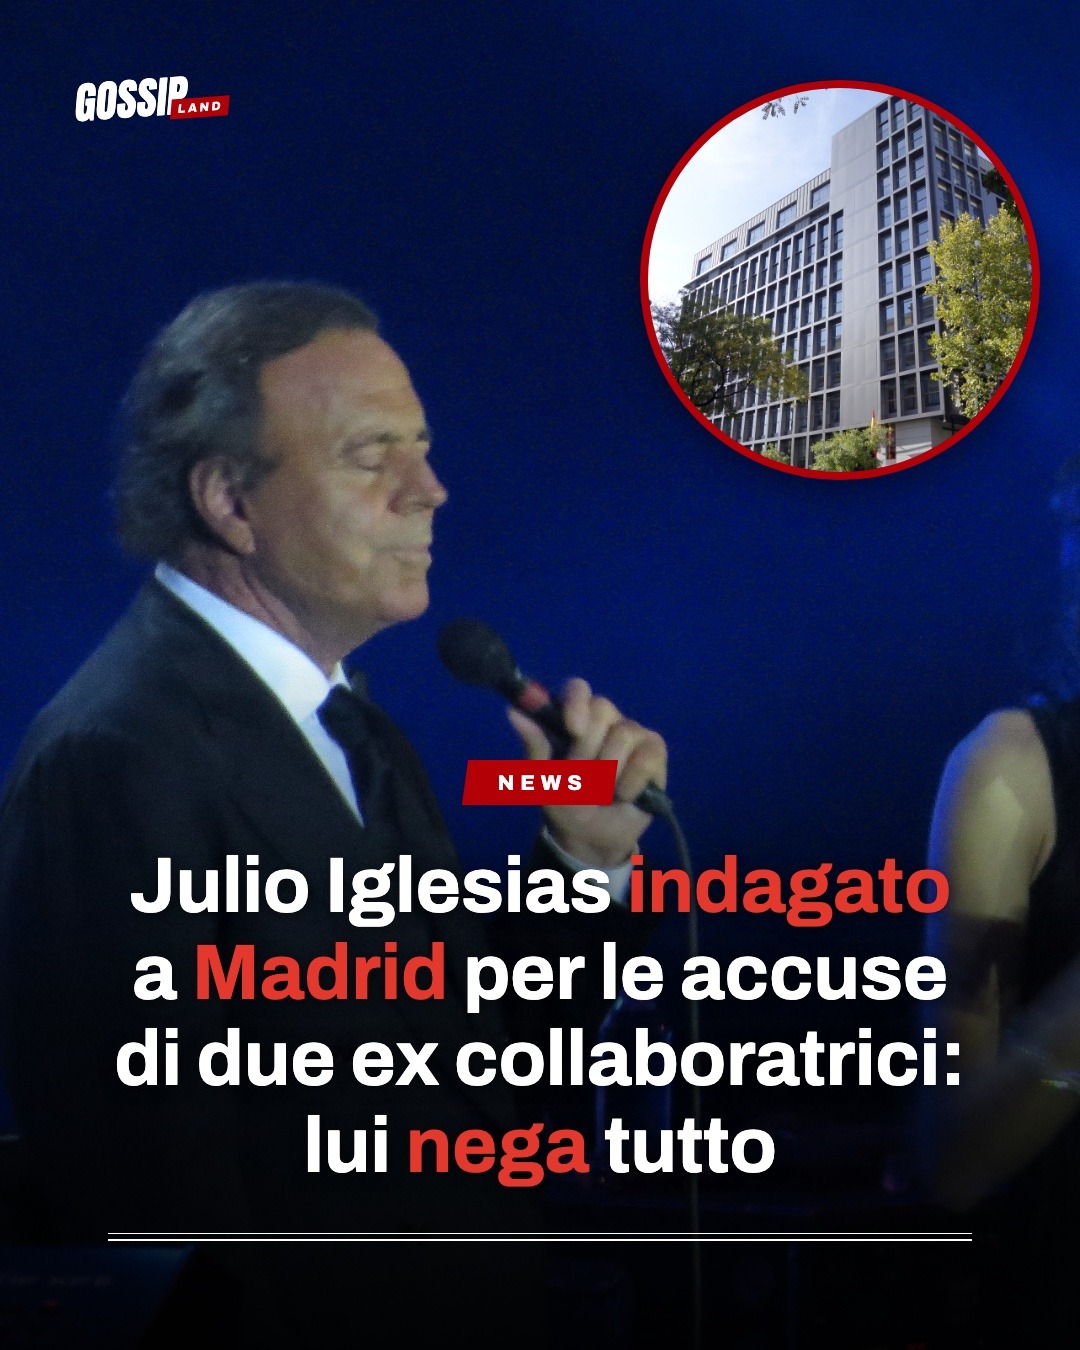 GOSSIP
LAND
NEWS
Julio Iglesias indagato
a Madrid per le accuse
di due ex collaboratrici:
lui nega tutto